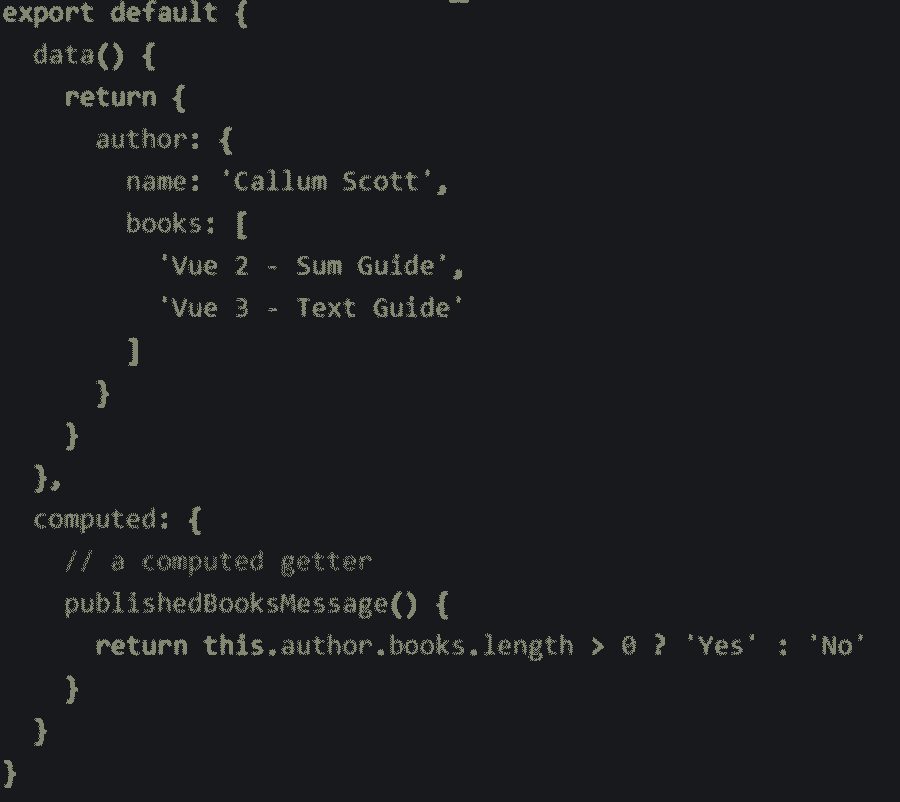 export default {
  data() {
    return {
      author: {
        name: 'Callum Scott',
        books: [
          'Vue 2 - Sum Guide',
          'Vue 3 - Text Guide'
        ]
      }
    }
  },
  computed: {
    // a computed getter
    publishedBooksMessage() {
      return this.author.books.length > 0 ? 'Yes' : 'No'
    }
  }
}